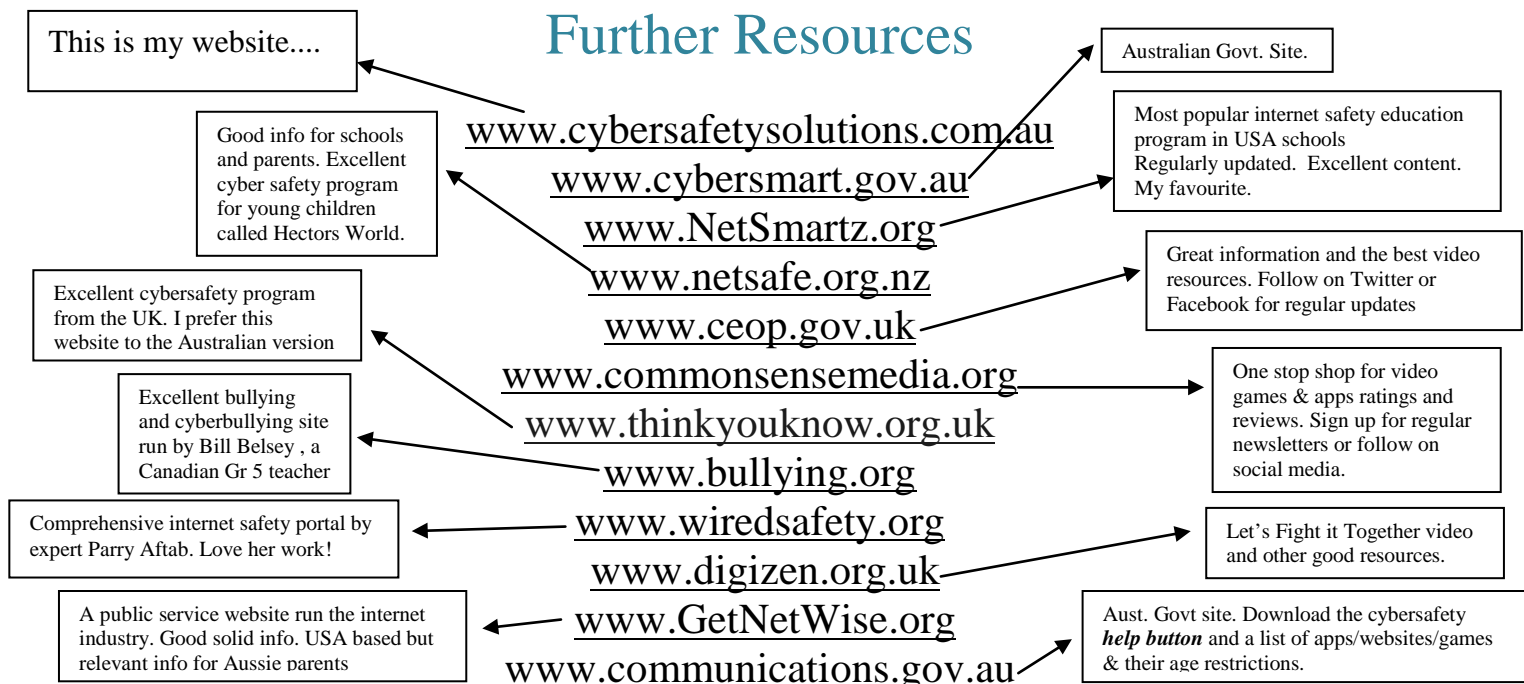 Further Resources
This is my website....
Australian Govt. Site.
www.cybersafetysolutions.com.au
Good info for schools
and parents. Excellent
cyber safety program
for young children
called Hectors World.
Most popular internet safety education
program in USA schools
Regularly updated.  Excellent content.
My favourite.
www.cybersmart.gov.au
www.NetSmartz.org
www.netsafe.org.nz
Great information and the best video
resources. Follow on Twitter or
Facebook for regular updates
Excellent cybersafety program
from the UK. I prefer this
website to the Australian version
www.ceop.gov.uk
www.commonsensemedia.org
One stop shop for video
games & apps ratings and
reviews. Sign up for regular
newsletters or follow on
social media.
Excellent bullying
and cyberbullying site
run by Bill Belsey , a
Canadian Gr 5 teacher
www.thinkyouknow.org.uk
www.bullying.org
www.wiredsafety.org
Comprehensive internet safety portal by
expert Parry Aftab. Love her work!
Let's Fight it Together video
and other good resources.
www.digizen.org.uk
A public service website run the internet
industry. Good solid info. USA based but
relevant info for Aussie parents
www.GetNetWise.org
Aust. Govt site. Download the cybersafety
help button and a list of apps/websites/games
& their age restrictions.
www.communications.gov.au